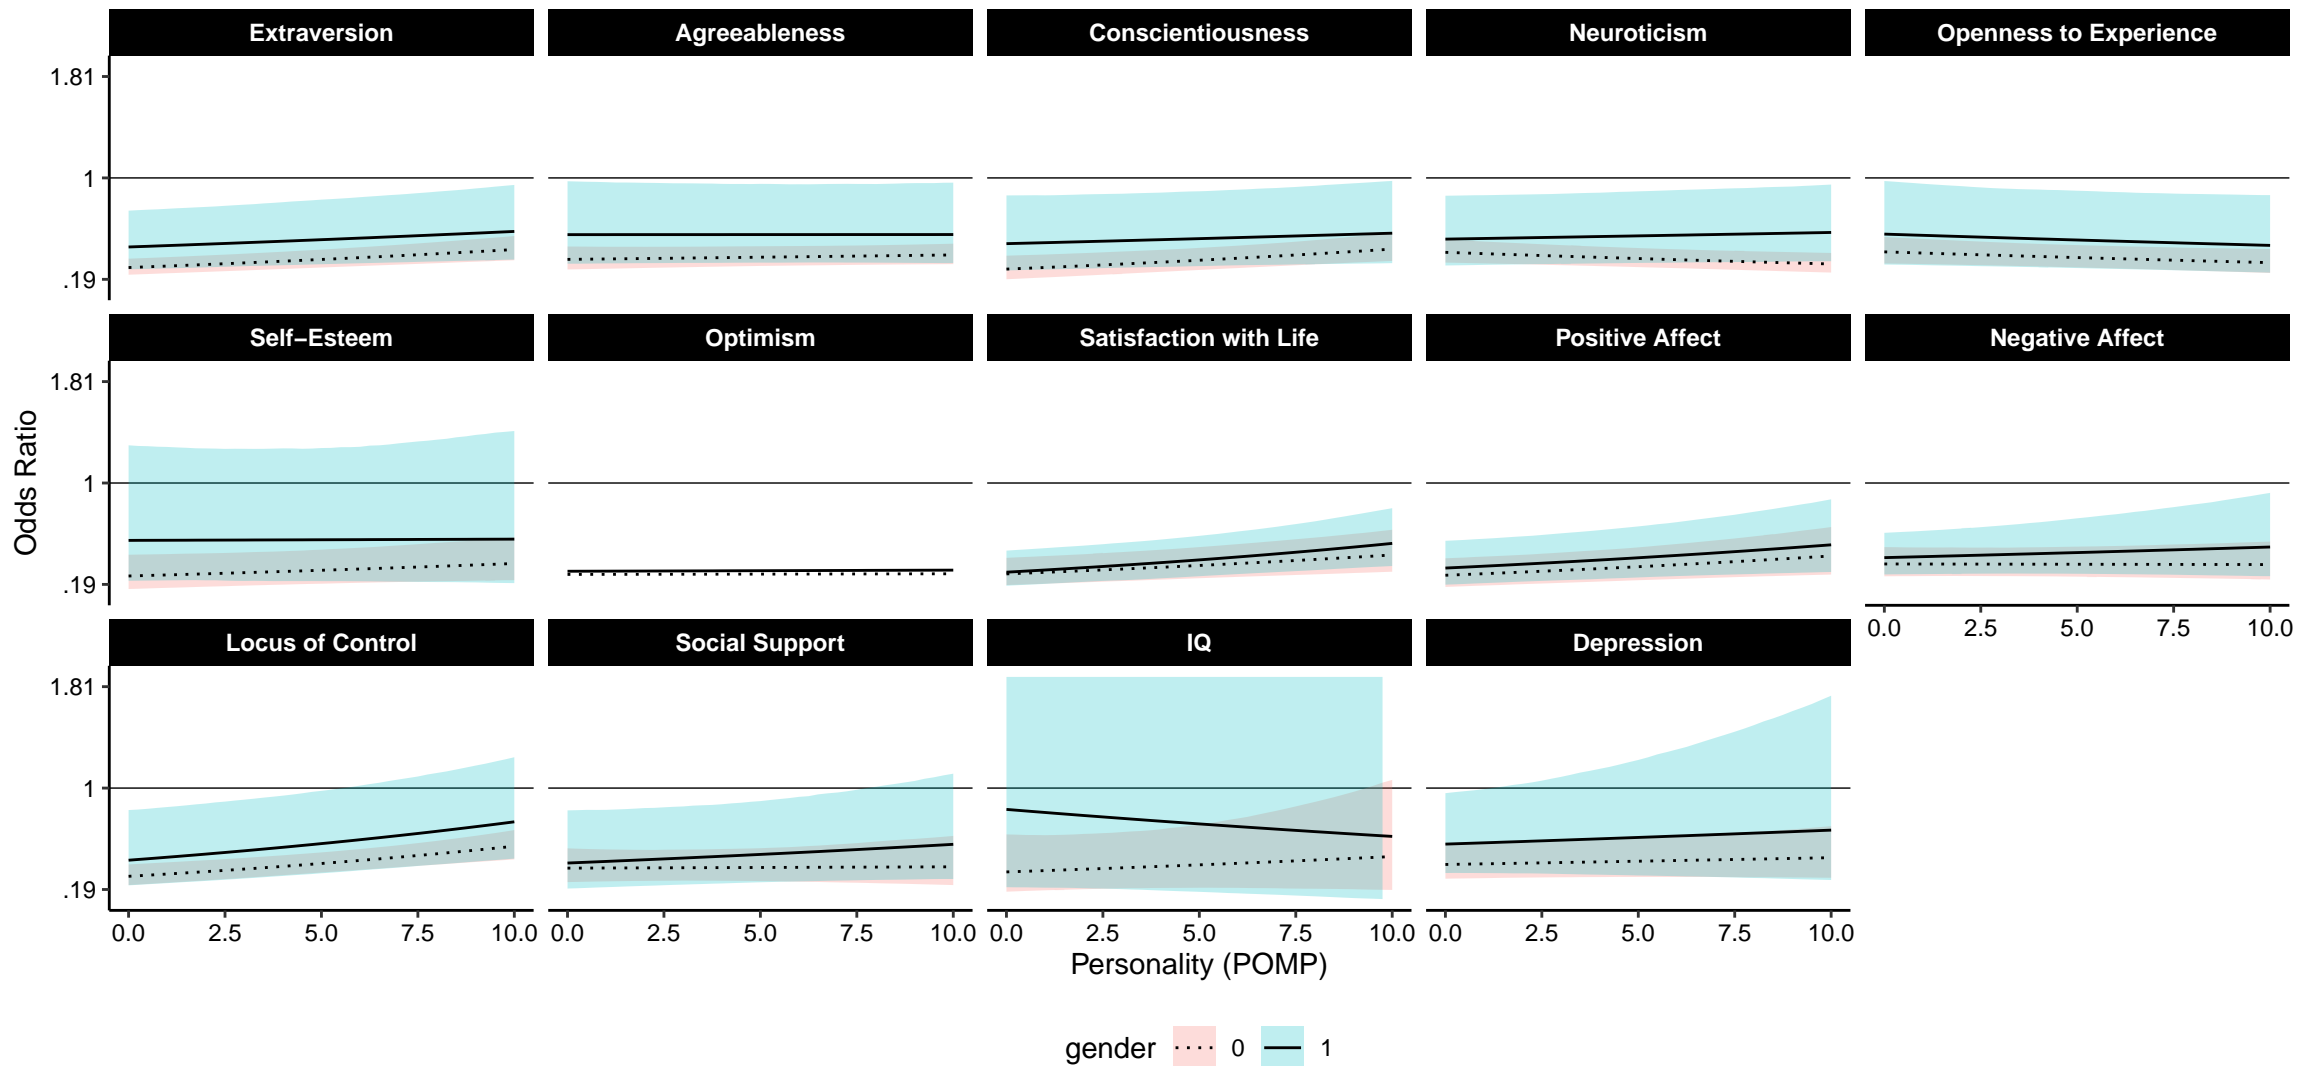 Extraversion Agreeableness Conscientiousness Neuroticism Openness to Experience
1.81
1
.19
Self−Esteem Optimism Satisfaction with Life Positive Affect Negative Affect
1.81
1
.19
0.0 2.5 5.0 7.5 10.0
Locus of Control Social Support IQ Depression
1.81
1
.19
0.0 2.5 5.0 7.5 10.0 0.0 2.5 5.0 7.5 10.0 0.0 2.5 5.0 7.5 10.0 0.0 2.5 5.0 7.5 10.0
Odds Ratio
Personality (POMP)
gender 0 1